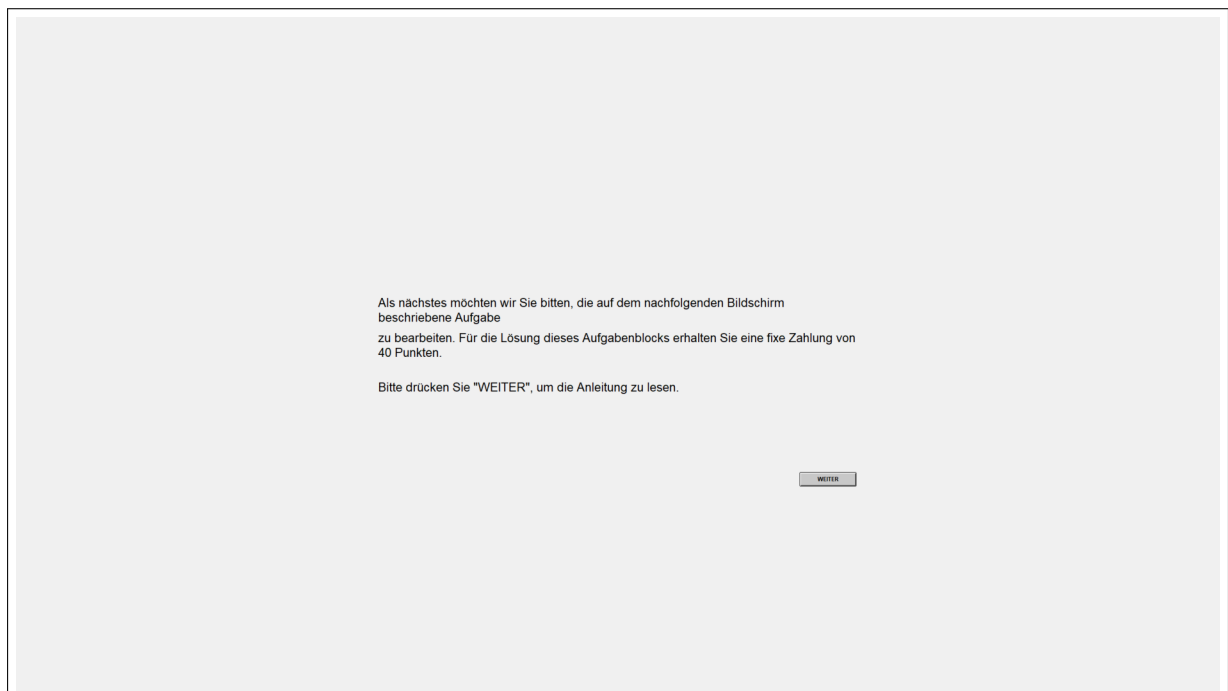 Als nächstes möchten wir Sie bitten, die auf dem nachfolgenden Bildschirm
beschriebene Aufgabe
zu bearbeiten. Für die Lösung dieses Aufgabenblocks erhalten Sie eine fixe Zahlung von
40 Punkten.
Bitte drücken Sie "WEITER", um die Anleitung zu lesen.
WEITER